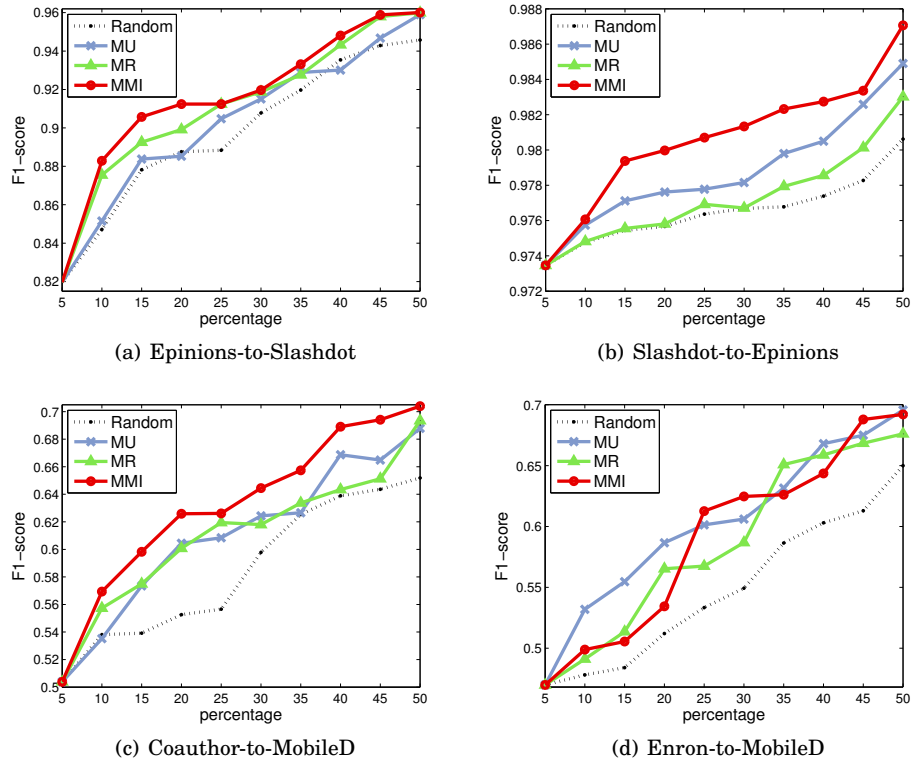 0.96
0.94
0.92
0.9
0.88
0.86
0.84
0.82
F1−score
Random
MU
MR
MMI
5 10 15 20 25 30 35 40 45 50
percentage
(a) Epinions-to-Slashdot
0.988
0.986
0.984
0.982
0.98
0.978
0.976
0.974
0.972
F1−score
Random
MU
MR
MMI
5 10 15 20 25 30 35 40 45 50
percentage
(b) Slashdot-to-Epinions
0.7
0.68
0.66
0.64
0.62
0.6
0.58
0.56
0.54
0.52
0.5
F1−score
Random
MU
MR
MMI
5 10 15 20 25 30 35 40 45 50
percentage
(c) Coauthor-to-MobileD
0.7
0.65
0.6
0.55
0.5
F1−score
Random
MU
MR
MMI
5 10 15 20 25 30 35 40 45 50
percentage
(d) Enron-to-MobileD